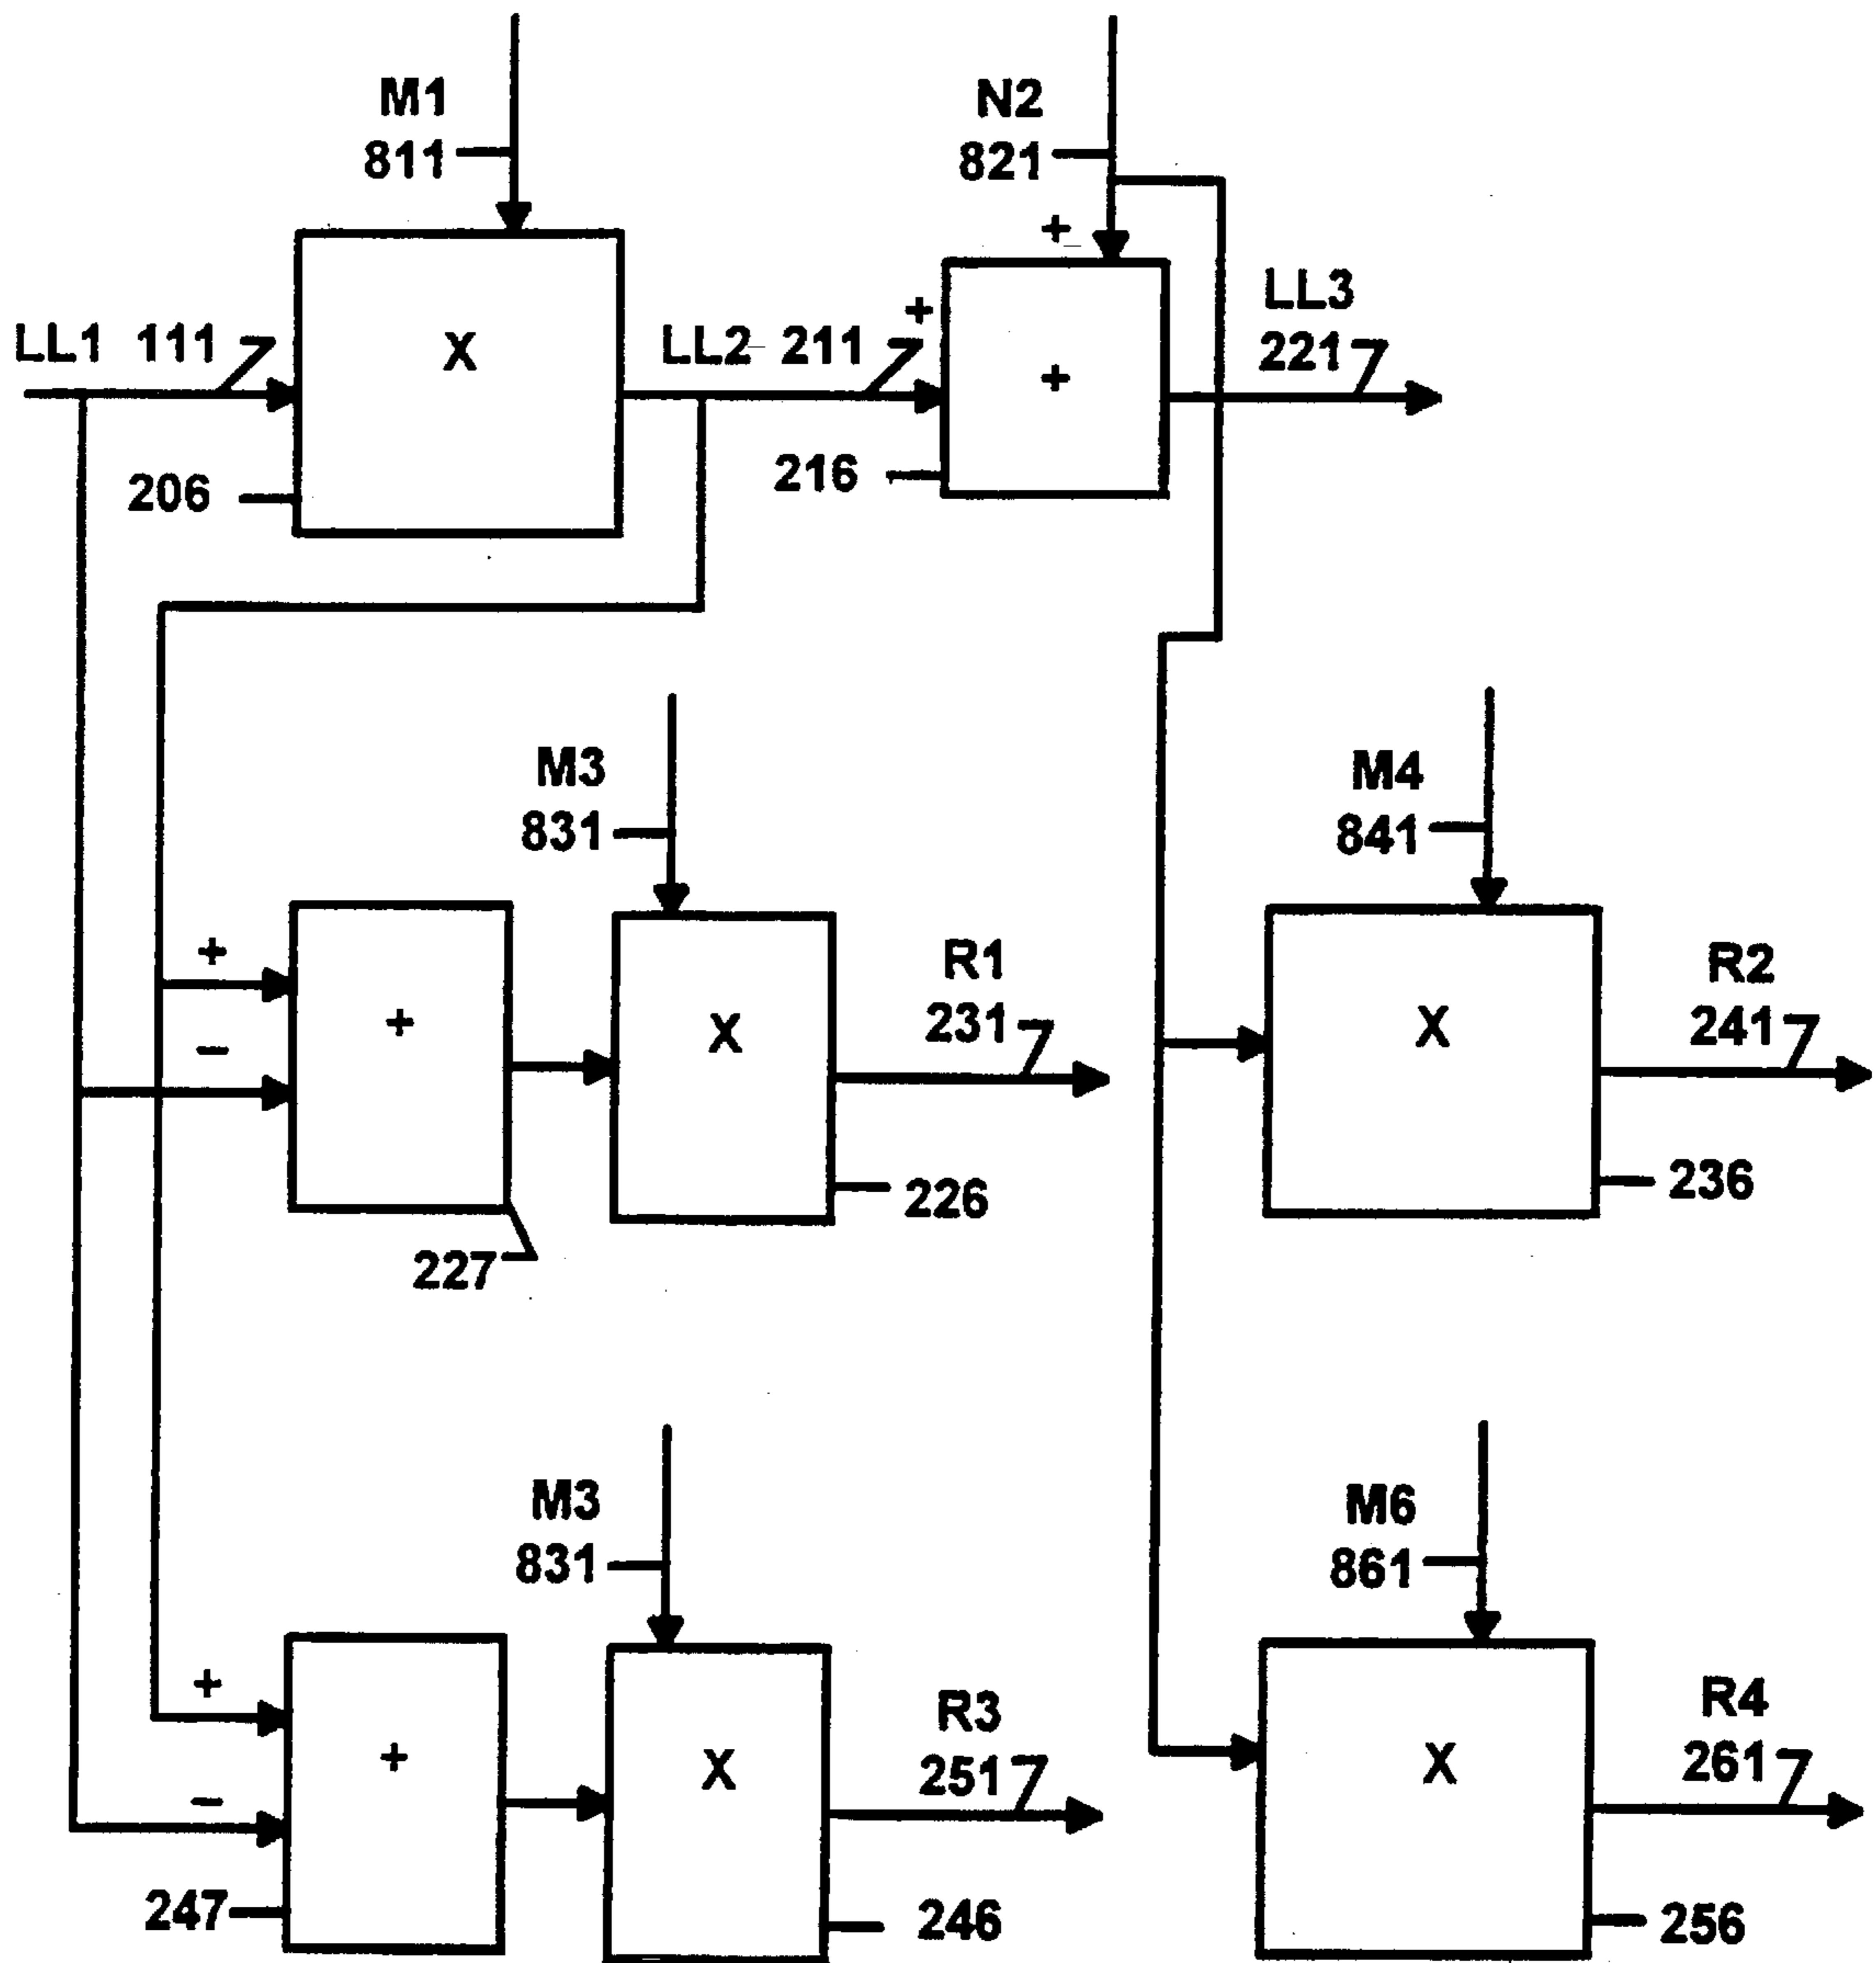 M1
811
N2
821
+
LL1 111
X
LL2 211
+
+
LL3
221
206
216
M3
831
M4
841
+
-
+
X
R1
231
X
R2
241
227
226
236
M3
831
M6
861
+
-
+
X
R3
251
X
R4
261
247
246
256